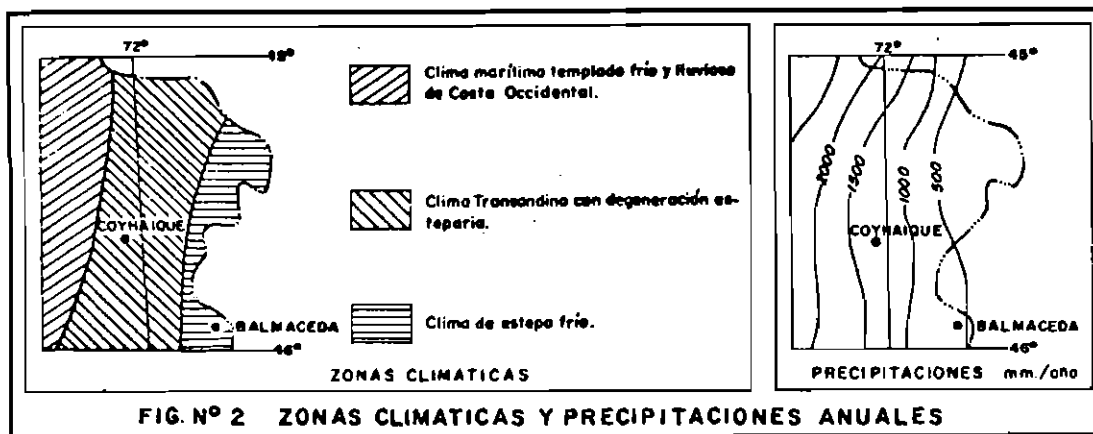 72°
45°
Clima marítimo templado frío y lluvioso
de Costa Occidental.
Clima Transandino con degeneración es-
teparia.
COYHAIQUE
Clima de estepa fría.
BALMACEDA
46°
ZONAS CLIMATICAS
72°
45°
2000
1500
1000
500
COYHAIQUE
BALMACEDA
46°
PRECIPITACIONES mm./año
FIG. Nº 2 ZONAS CLIMATICAS Y PRECIPITACIONES ANUALES